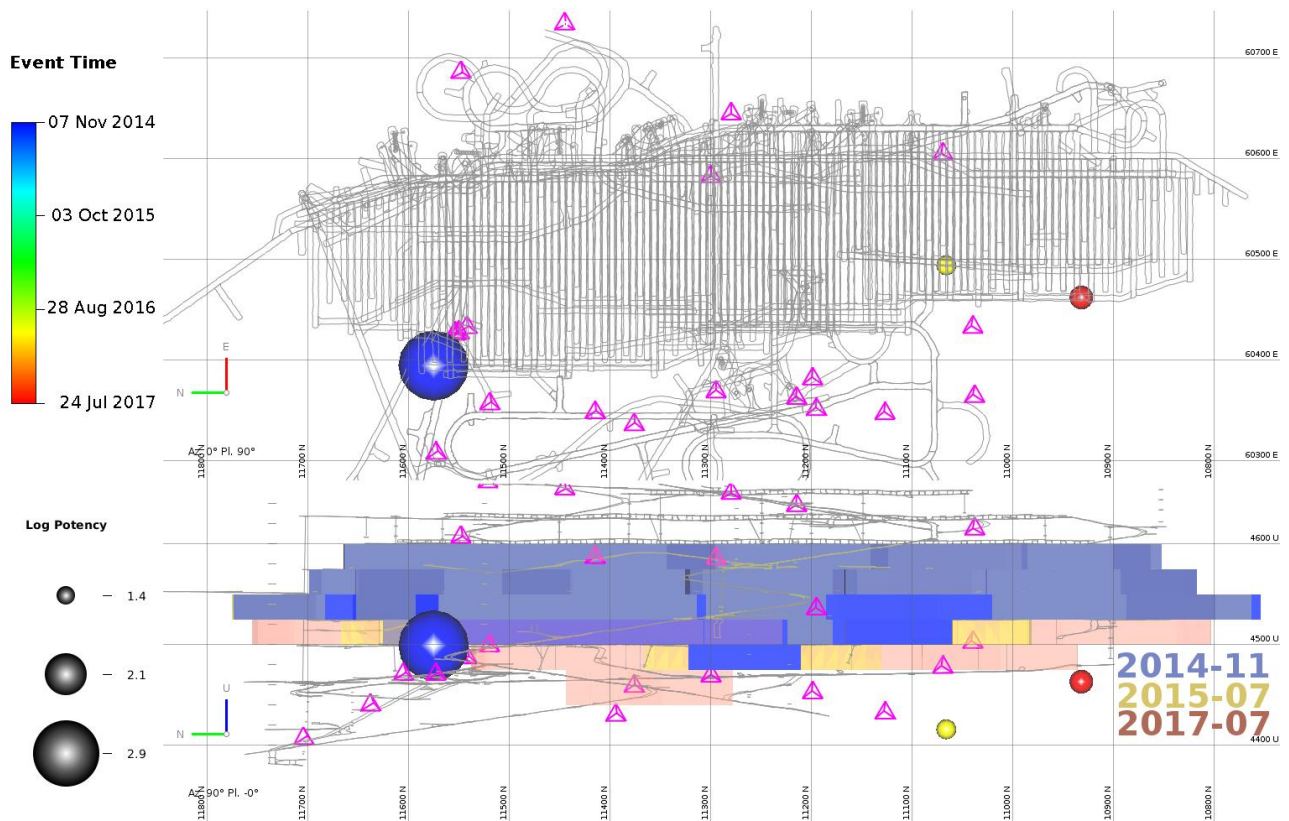 Event Time
07 Nov 2014
03 Oct 2015
28 Aug 2016
24 Jul 2017
60700 E
60600 E
60500 E
60400 E
60300 E
E
N
Az 0° Pl. 90°
11800 N
11700 N
11600 N
11500 N
11400 N
11300 N
11200 N
11100 N
11000 N
10900 N
10800 N
Log Potency
1.4
2.1
2.9
4600 U
4500 U
4400 U
2014-11
2015-07
2017-07
U
N
Az 90° Pl. -0°
11800 N
11700 N
11600 N
11500 N
11400 N
11300 N
11200 N
11100 N
11000 N
10900 N
10800 N